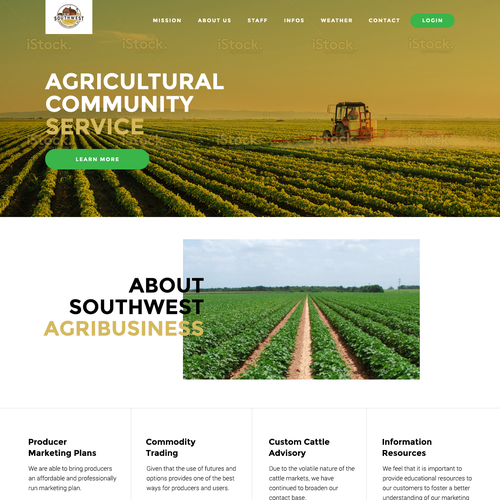 SOUTHWEST
MISSION
ABOUT US
STAFF
INFOS
WEATHER
CONTACT
LOGIN
iStock.
iStock.
iStock.
iStock.
iStock.
AGRICULTURAL
COMMUNITY
SERVICE
iStock.
iStock.
iStock.
iStock.
iStock.
LEARN MORE
ABOUT
SOUTHWEST
AGRIBUSINESS
Producer
Marketing Plans
We are able to bring producers
an affordable and professionally
run marketing plan.
Commodity
Trading
Given that the use of futures and
options provides one of the best
ways for producers and users.
Custom Cattle
Advisory
Due to the volatile nature of the
cattle markets, we have
continued to broaden our
contact base.
Information
Resources
We feel that it is important to
provide educational resources to
our customers to foster a better
understanding of our marketing